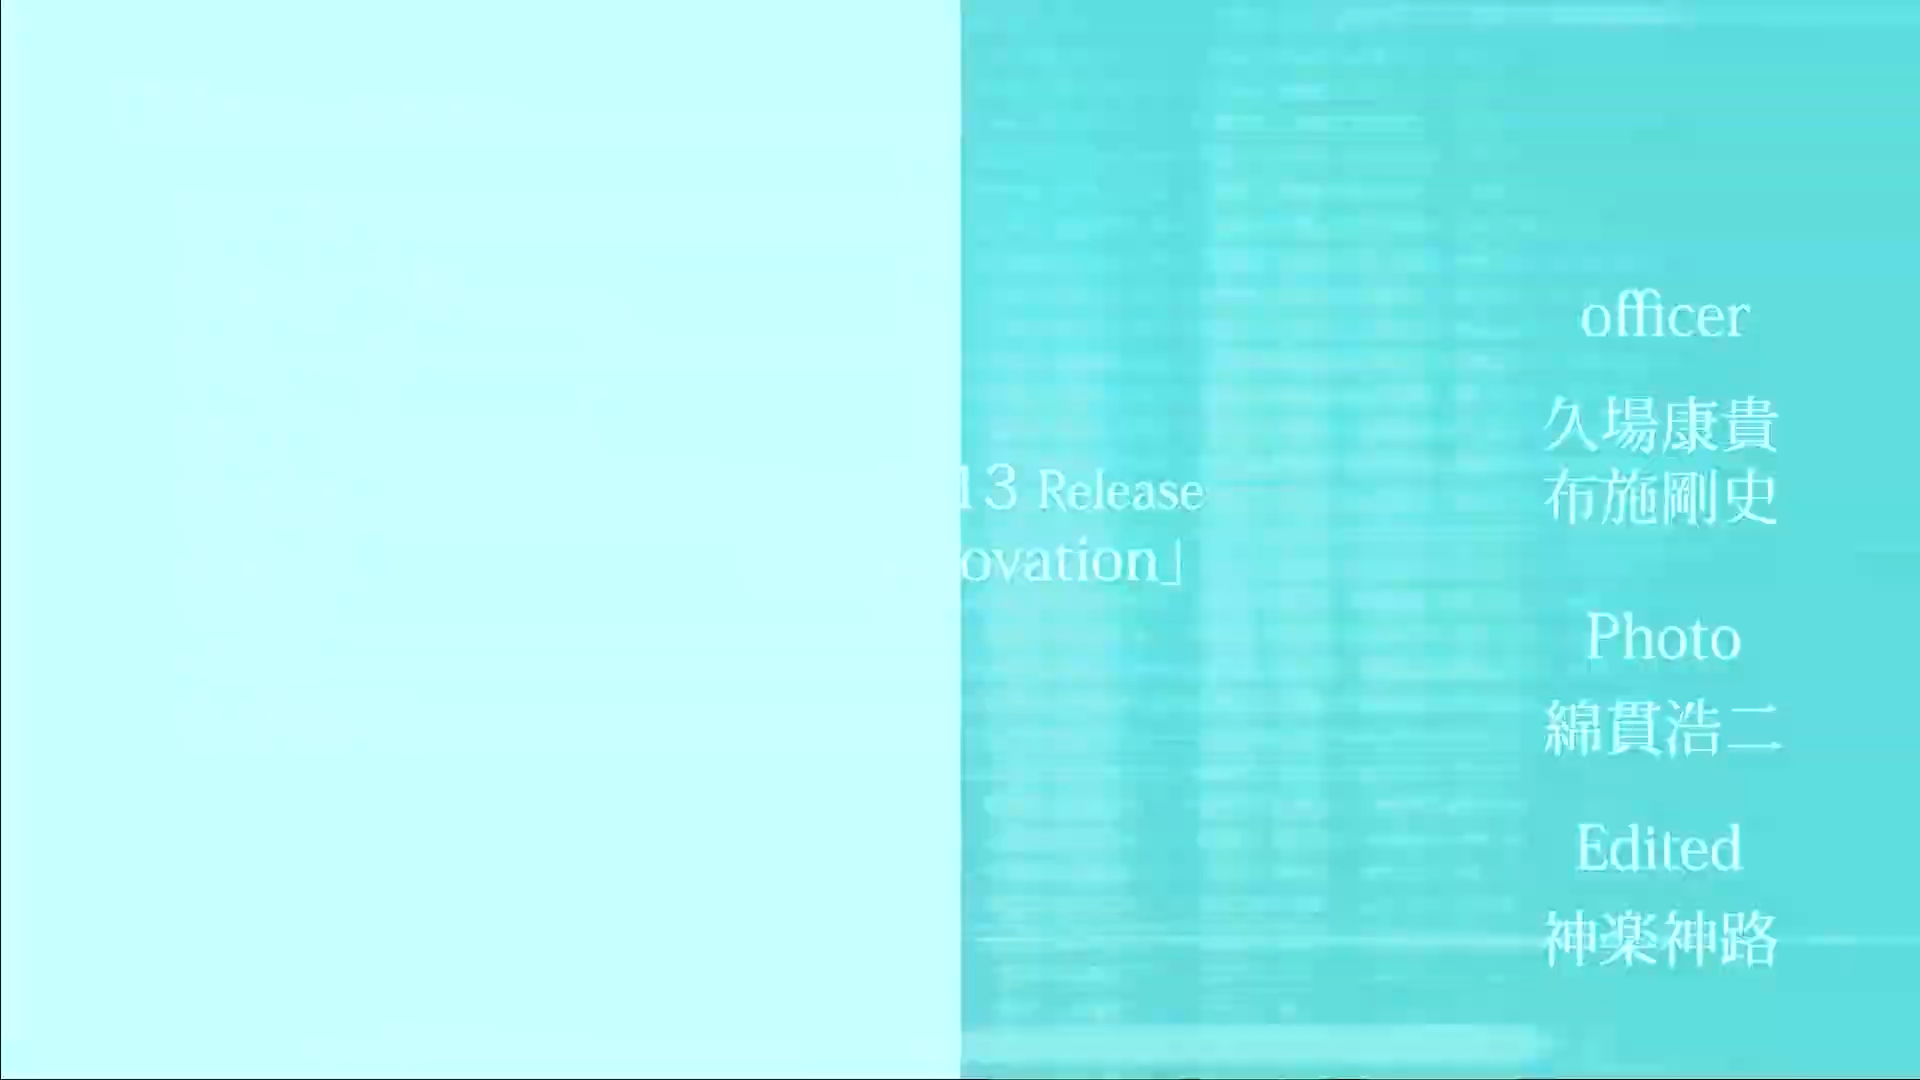 13 Release
ovation」
officer
久場康貴
布施剛史
Photo
綿貫浩二
Edited
神楽神路